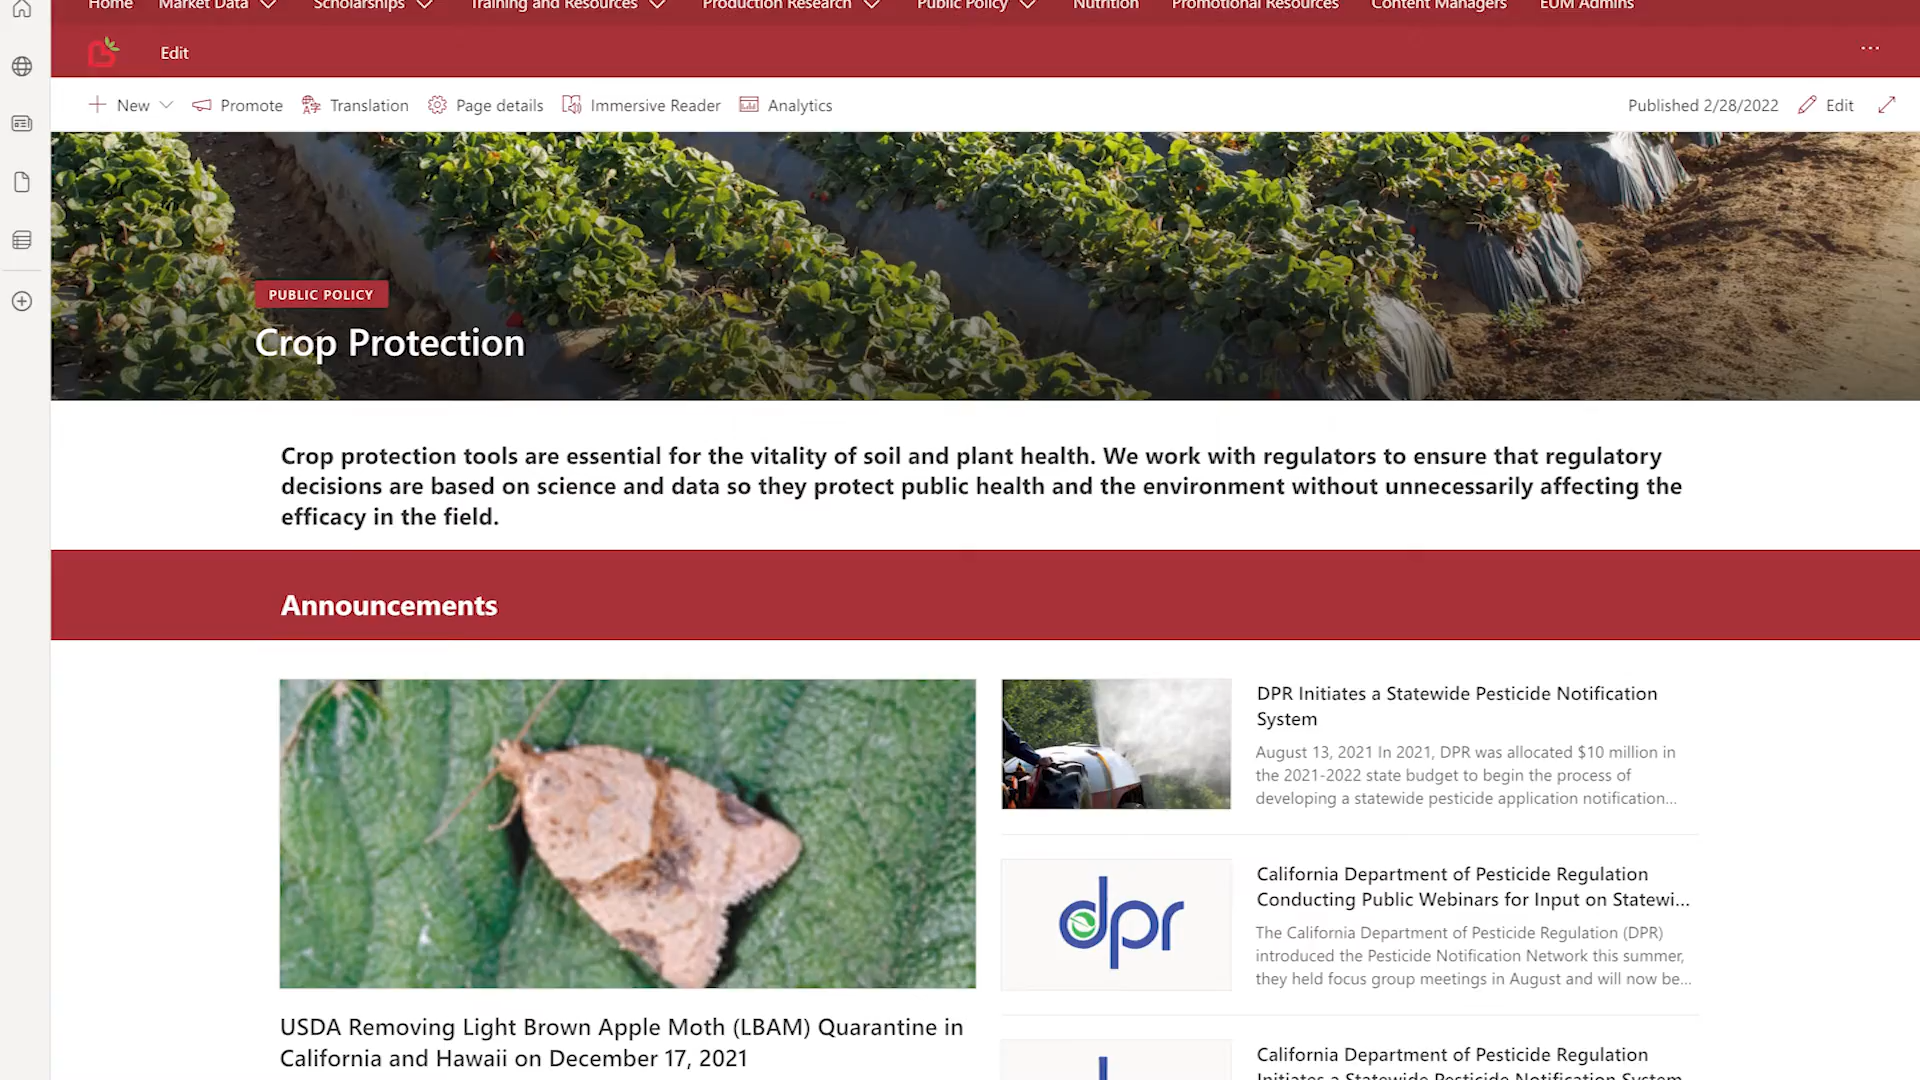 Home Market Data Scholarships Training and Resources Production Research Public Policy Nutrition Promotional Resources Content Managers EUM Admins
Edit
New Promote Translation Page details Immersive Reader Analytics Published 2/28/2022 Edit
PUBLIC POLICY
Crop Protection
Crop protection tools are essential for the vitality of soil and plant health. We work with regulators to ensure that regulatory
decisions are based on science and data so they protect public health and the environment without unnecessarily affecting the
efficacy in the field.
Announcements
USDA Removing Light Brown Apple Moth (LBAM) Quarantine in
California and Hawaii on December 17, 2021
DPR Initiates a Statewide Pesticide Notification
System
August 13, 2021 In 2021, DPR was allocated $10 million in
the 2021-2022 state budget to begin the process of
developing a statewide pesticide application notification...
dpr
California Department of Pesticide Regulation
Conducting Public Webinars for Input on Statewi...
The California Department of Pesticide Regulation (DPR)
introduced the Pesticide Notification Network this summer,
they held focus group meetings in August and will now be...
California Department of Pesticide Regulation
Initiates a Statewide Pesticide Notification System